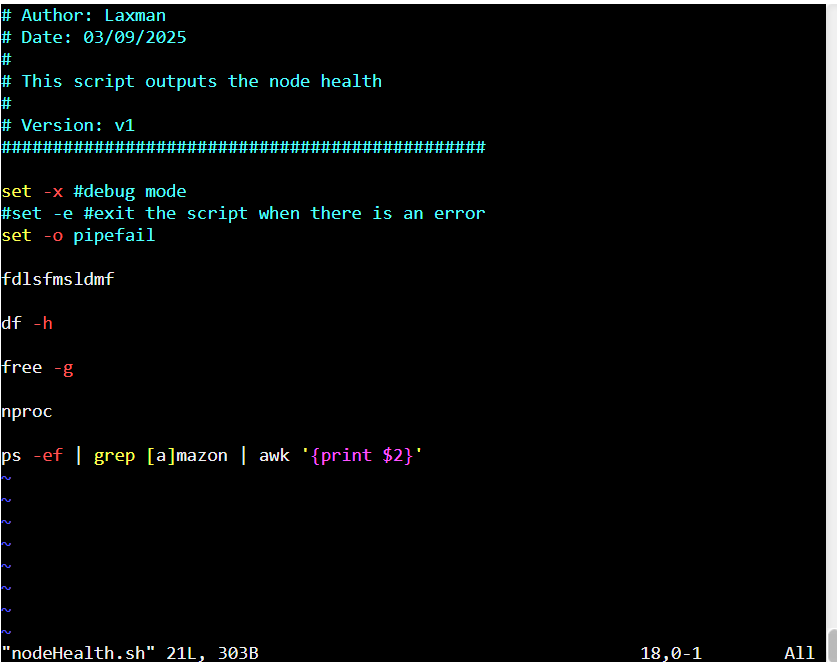 # Author: Laxman
# Date: 03/09/2025
#
# This script outputs the node health
#
# Version: v1
###############################################

set -x #debug mode
#set -e #exit the script when there is an error
set -o pipefail

fdlsfmsldmf

df -h

free -g

nproc

ps -ef | grep [a]mazon | awk '{print $2}'
~
~
~
~
~
~
~
~
"nodeHealth.sh" 21L, 303B 18,0-1 All